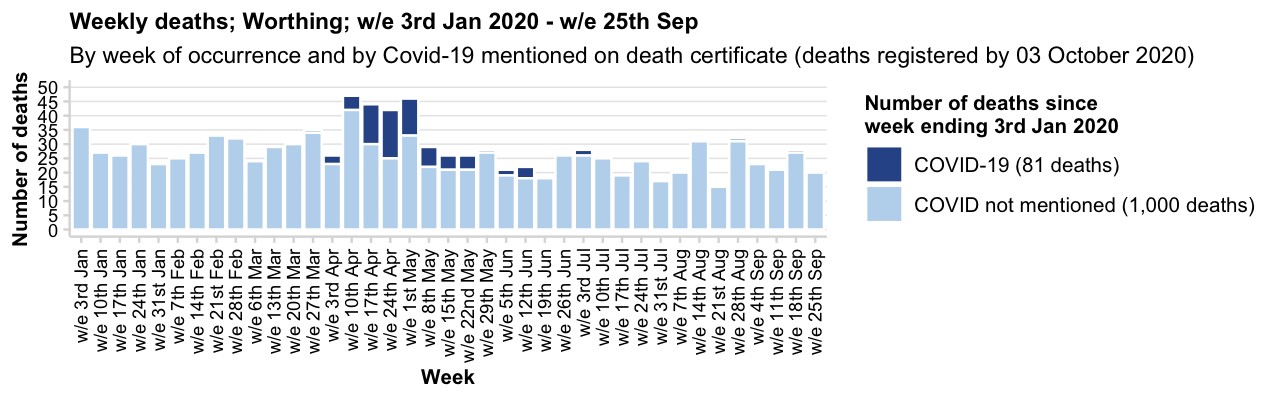 Weekly deaths; Worthing; w/e 3rd Jan 2020 - w/e 25th Sep
By week of occurrence and by Covid-19 mentioned on death certificate (deaths registered by 03 October 2020)
Number of deaths
50
45
40
35
30
25
20
15
10
5
0
w/e 3rd Jan
w/e 10th Jan
w/e 17th Jan
w/e 24th Jan
w/e 31st Jan
w/e 7th Feb
w/e 14th Feb
w/e 21st Feb
w/e 28th Feb
w/e 6th Mar
w/e 13th Mar
w/e 20th Mar
w/e 27th Mar
w/e 3rd Apr
w/e 10th Apr
w/e 17th Apr
w/e 24th Apr
w/e 1st May
w/e 8th May
w/e 15th May
w/e 22nd May
w/e 29th May
w/e 5th Jun
w/e 12th Jun
w/e 19th Jun
w/e 26th Jun
w/e 3rd Jul
w/e 10th Jul
w/e 17th Jul
w/e 24th Jul
w/e 31st Jul
w/e 7th Aug
w/e 14th Aug
w/e 21st Aug
w/e 28th Aug
w/e 4th Sep
w/e 11th Sep
w/e 18th Sep
w/e 25th Sep
Week
Number of deaths since
week ending 3rd Jan 2020
COVID-19 (81 deaths)
COVID not mentioned (1,000 deaths)